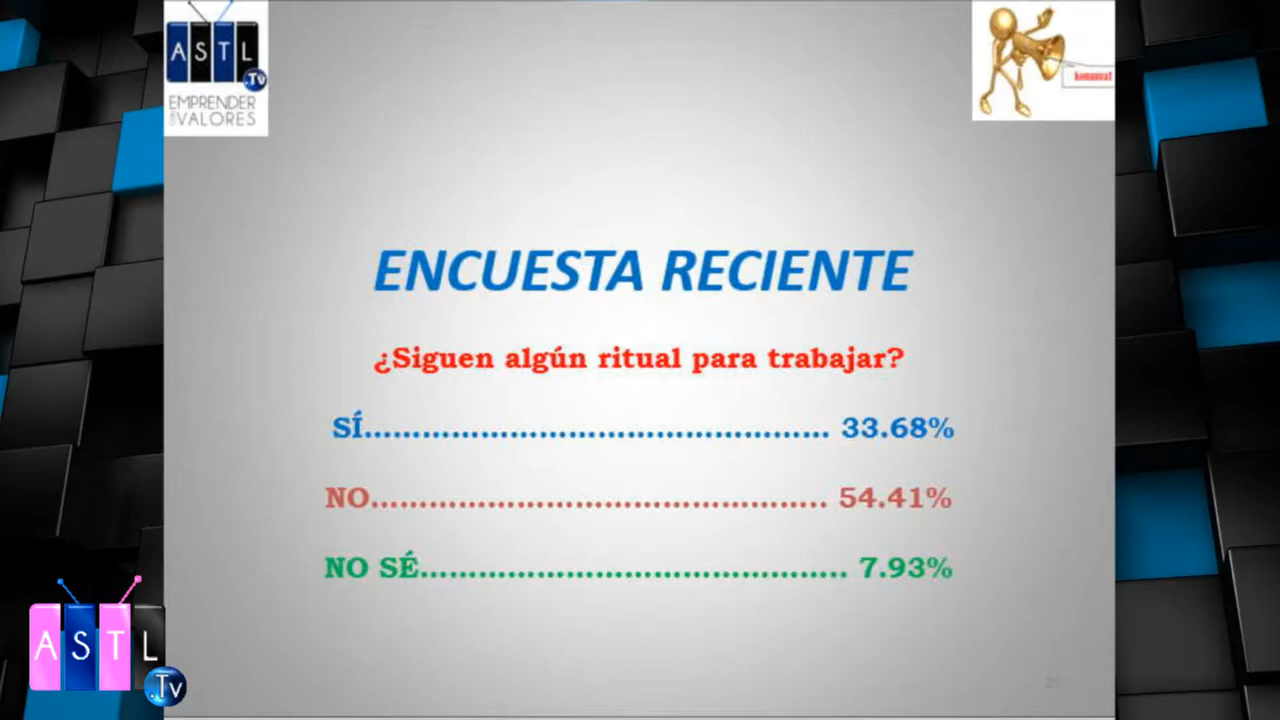 ASTL
.Tv
EMPRENDER
CON VALORES
ENCUESTA RECIENTE
¿Siguen algún ritual para trabajar?
SÍ................................................ 33.68%
NO............................................... 54.41%
NO SÉ............................................ 7.93%
ASTL
.Tv